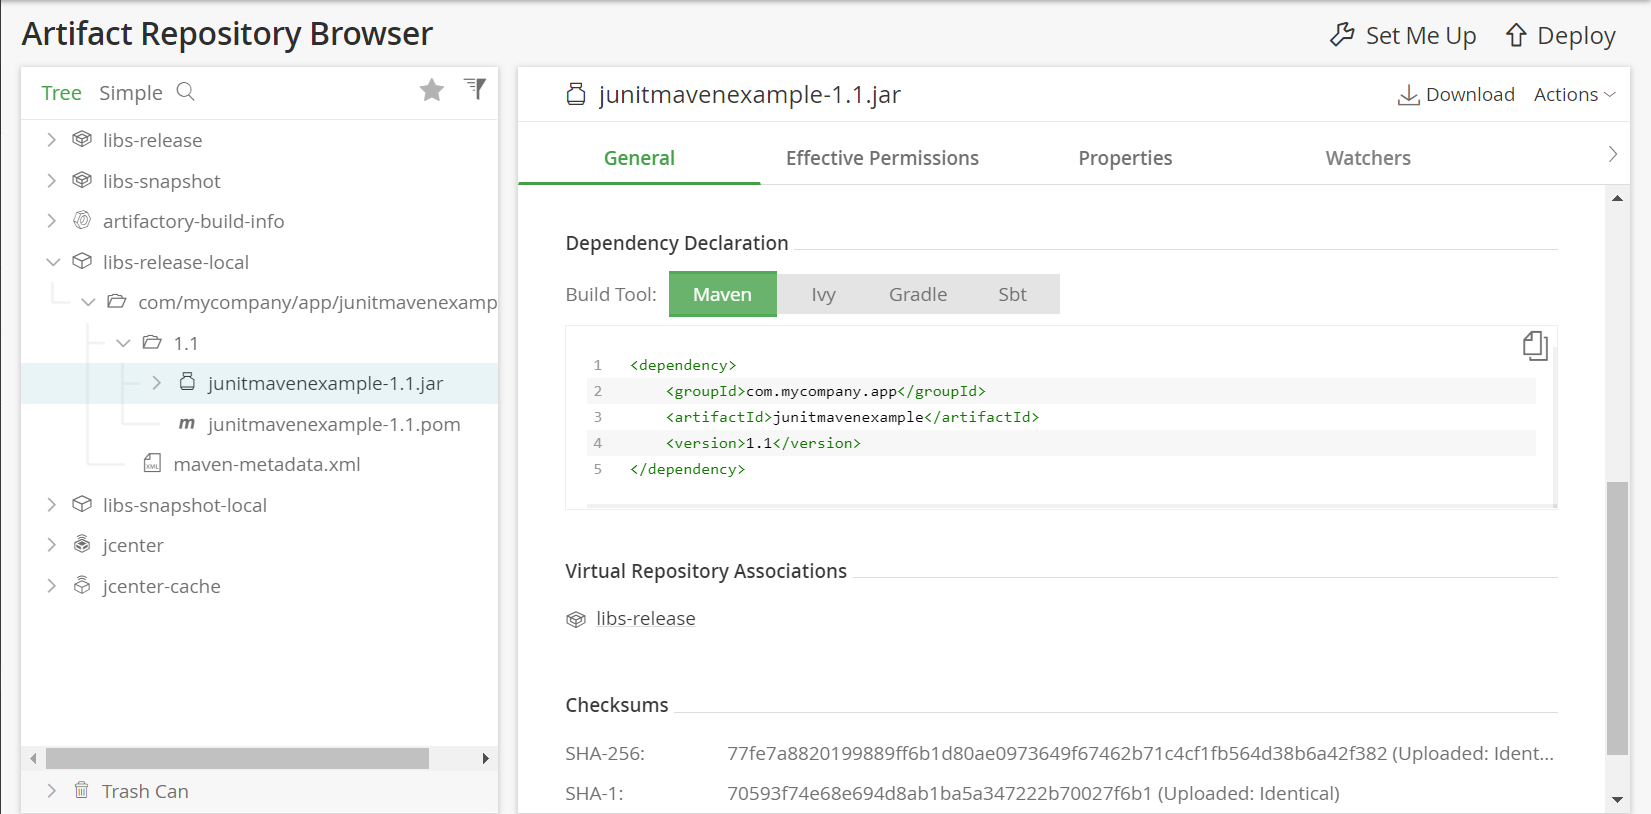 Artifact Repository Browser
Set Me Up
Deploy
Tree Simple
libs-release
libs-snapshot
artifactory-build-info
libs-release-local
com/mycompany/app/junitmavenexamp
1.1
junitmavenexample-1.1.jar
m junitmavenexample-1.1.pom
maven-metadata.xml
libs-snapshot-local
jcenter
jcenter-cache
Trash Can
junitmavenexample-1.1.jar
Download Actions
General Effective Permissions Properties Watchers
Dependency Declaration
Build Tool: Maven Ivy Gradle Sbt
1 <dependency>
2 <groupId>com.mycompany.app</groupId>
3 <artifactId>junitmavenexample</artifactId>
4 <version>1.1</version>
5 </dependency>
Virtual Repository Associations
libs-release
Checksums
SHA-256: 77fe7a8820199889ff6b1d80ae0973649f67462b71c4cf1fb564d38b6a42f382 (Uploaded: Ident...
SHA-1: 70593f74e68e694d8ab1ba5a347222b70027f6b1 (Uploaded: Identical)